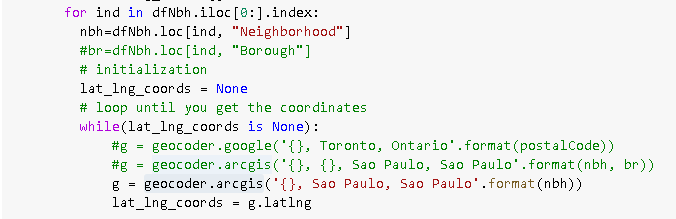 for ind in dfNbh.iloc[0:].index:
nbh=dfNbh.loc[ind, "Neighborhood"]
#br=dfNbh.loc[ind, "Borough"]
# initialization
lat_lng_coords = None
# loop until you get the coordinates
while(lat_lng_coords is None):
#g = geocoder.google('{}, Toronto, Ontario'.format(postalCode))
#g = geocoder.arcgis('{}, {}, Sao Paulo, Sao Paulo'.format(nbh, br))
g = geocoder.arcgis('{}, Sao Paulo, Sao Paulo'.format(nbh))
lat_lng_coords = g.latlng